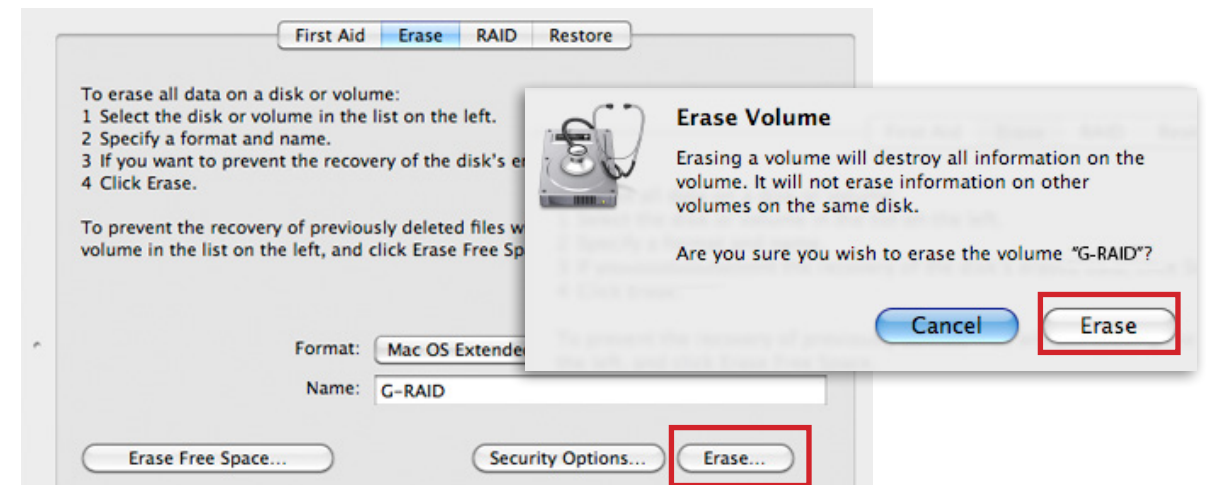 First Aid Erase RAID Restore
To erase all data on a disk or volume:
1 Select the disk or volume in the list on the left.
2 Specify a format and name.
3 If you want to prevent the recovery of the disk's
4 Click Erase.
To prevent the recovery of previously deleted files
volume in the list on the left, and click Erase Free
Format: Mac OS
Name: G-RAID
Erase Free Space... Security Options... Erase...
Erase Volume
Erasing a volume will destroy all information on the
volume. It will not erase information on other
volumes on the same disk.
Are you sure you wish to erase the volume “G-RAID”?
Cancel Erase